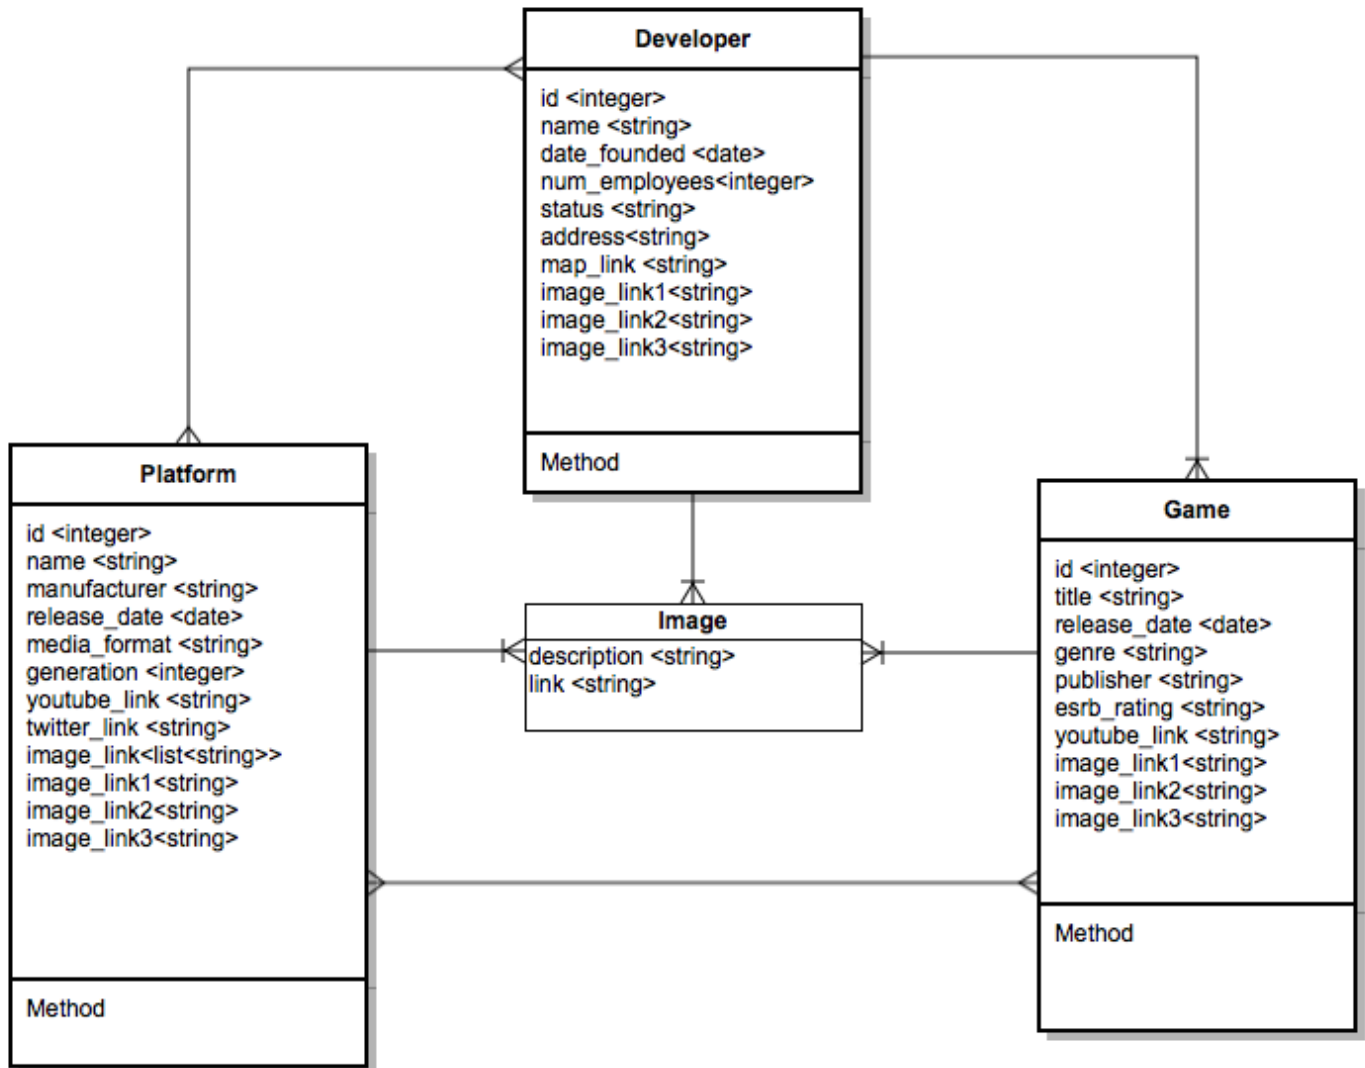 Developer
id <integer>
name <string>
date_founded <date>
num_employees<integer>
status <string>
address<string>
map_link <string>
image_link1<string>
image_link2<string>
image_link3<string>
Method
Platform
id <integer>
name <string>
manufacturer <string>
release_date <date>
media_format <string>
generation <integer>
youtube_link <string>
twitter_link <string>
image_link<list<string>>
image_link1<string>
image_link2<string>
image_link3<string>
Method
Image
description <string>
link <string>
Game
id <integer>
title <string>
release_date <date>
genre <string>
publisher <string>
esrb_rating <string>
youtube_link <string>
image_link1<string>
image_link2<string>
image_link3<string>
Method